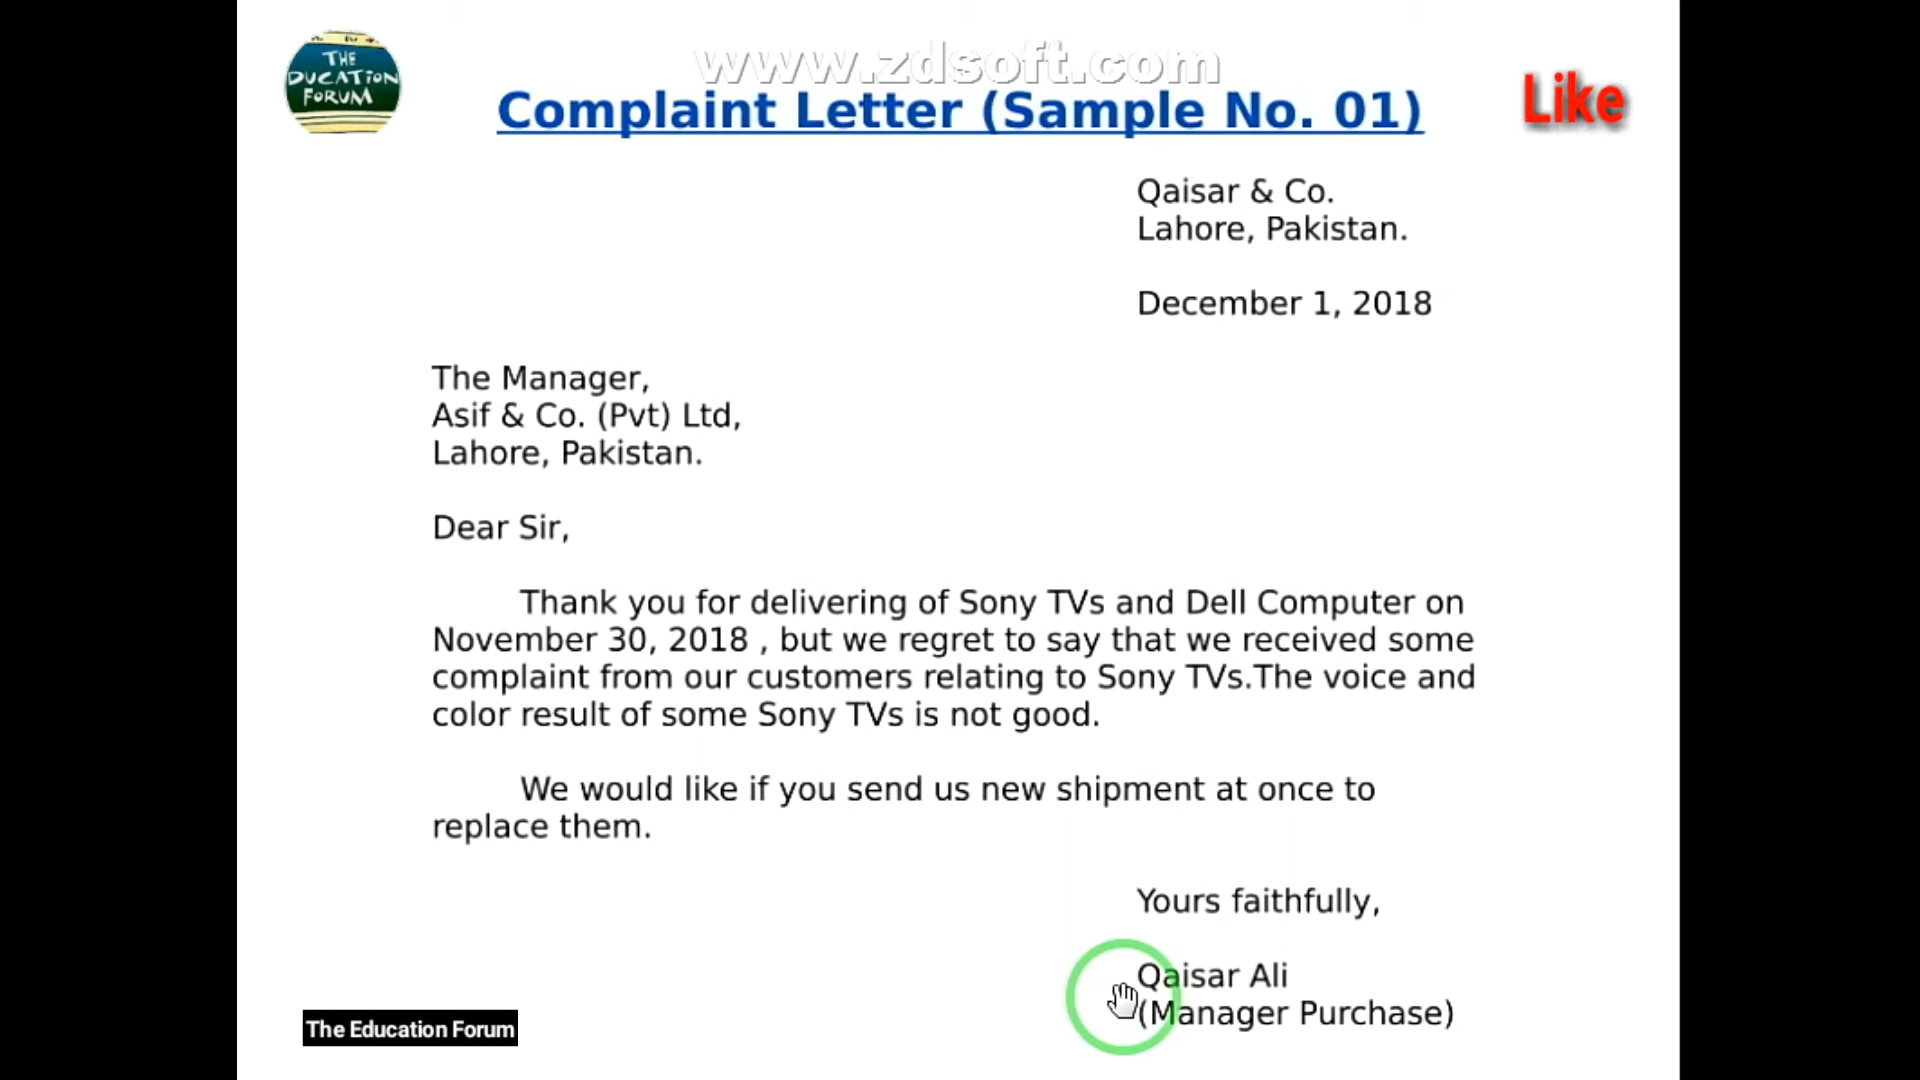 THE
DUCATION
FORUM
www.zdsoft.com
Complaint Letter (Sample No. 01)
Like
Qaisar & Co.
Lahore, Pakistan.
December 1, 2018
The Manager,
Asif & Co. (Pvt) Ltd,
Lahore, Pakistan.
Dear Sir,
Thank you for delivering of Sony TVs and Dell Computer on
November 30, 2018 , but we regret to say that we received some
complaint from our customers relating to Sony TVs.The voice and
color result of some Sony TVs is not good.
We would like if you send us new shipment at once to
replace them.
Yours faithfully,
Qaisar Ali
(Manager Purchase)
The Education Forum